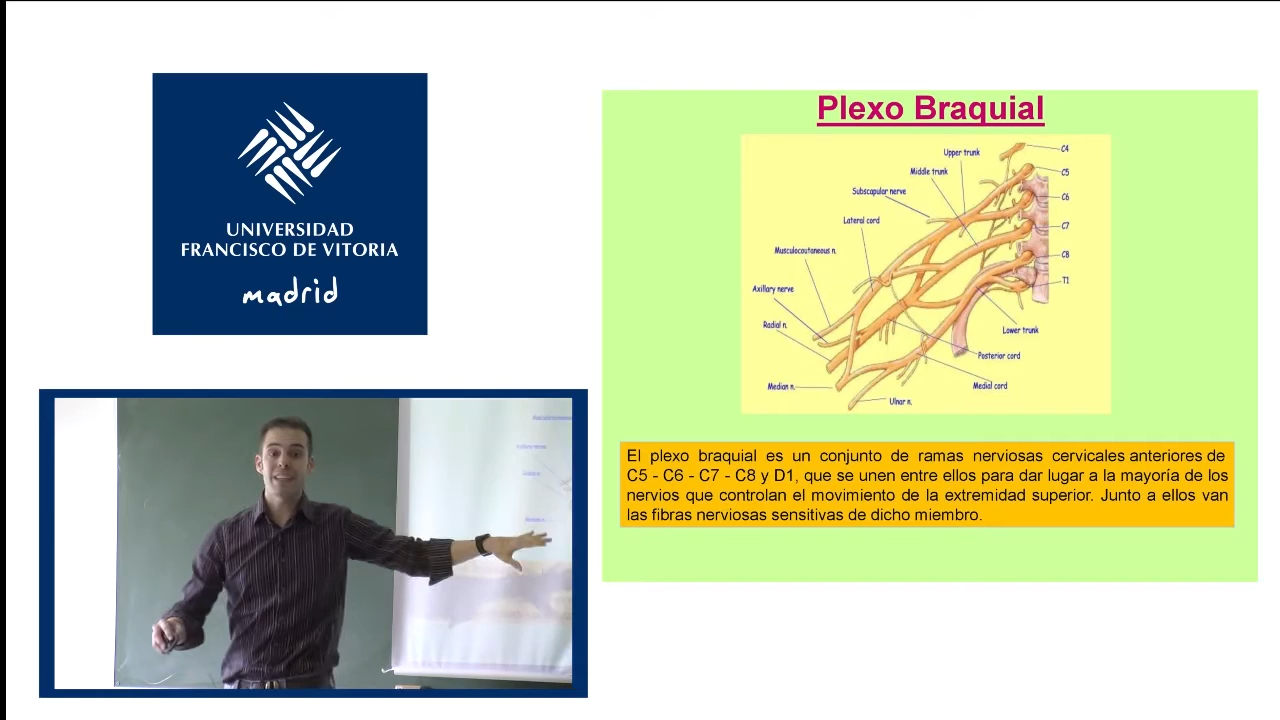 UNIVERSIDAD
FRANCISCO DE VITORIA
madrid
Plexo Braquial
Upper trunk
C4
Middle trunk
C5
Subscapular nerve
C6
Lateral cord
C7
Musculocoutaneous n.
C8
Axillary nerve
T1
Radial n.
Lower trunk
Posterior cord
Median n.
Medial cord
Ulnar n.
El plexo braquial es un conjunto de ramas nerviosas cervicales anteriores de
C5 - C6 - C7 - C8 y D1, que se unen entre ellos para dar lugar a la mayoría de los
nervios que controlan el movimiento de la extremidad superior. Junto a ellos van
las fibras nerviosas sensitivas de dicho miembro.